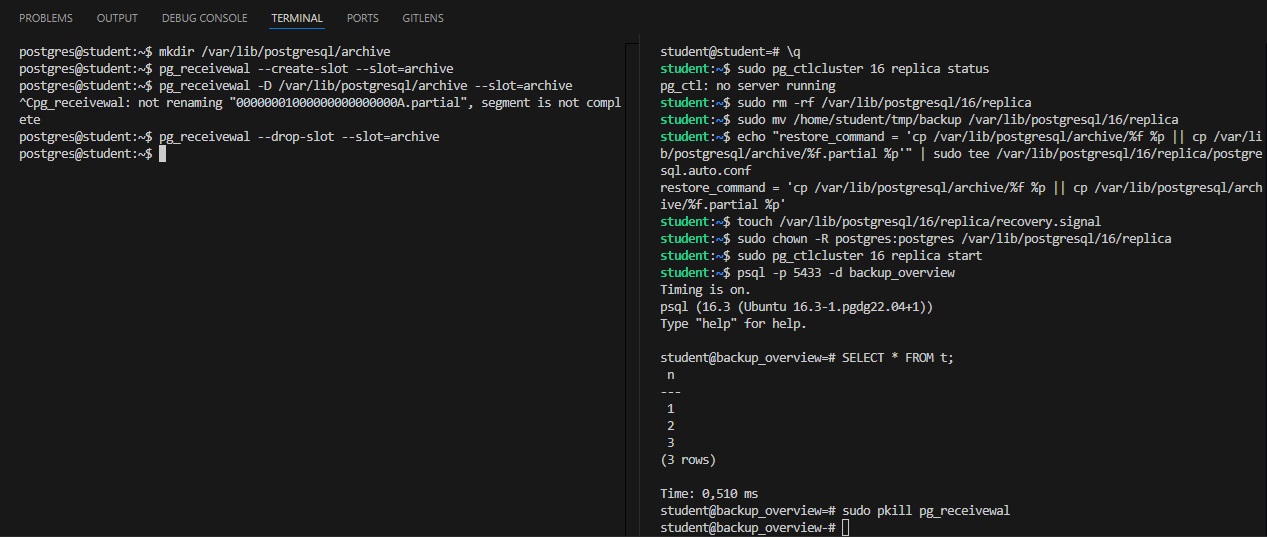 PROBLEMS OUTPUT DEBUG CONSOLE TERMINAL PORTS GITLENS
postgres@student:~$ mkdir /var/lib/postgresql/archive
postgres@student:~$ pg_receivewal --create-slot --slot=archive
postgres@student:~$ pg_receivewal -D /var/lib/postgresql/archive --slot=archive
^Cpg_receivewal: not renaming "00000001000000000000000A.partial", segment is not compl
ete
postgres@student:~$ pg_receivewal --drop-slot --slot=archive
postgres@student:~$
student@student=# \q
student:~$ sudo pg_ctlcluster 16 replica status
pg_ctl: no server running
student:~$ sudo rm -rf /var/lib/postgresql/16/replica
student:~$ sudo mv /home/student/tmp/backup /var/lib/postgresql/16/replica
student:~$ echo "restore_command = 'cp /var/lib/postgresql/archive/%f %p || cp /var/li
b/postgresql/archive/%f.partial %p'" | sudo tee /var/lib/postgresql/16/replica/postgre
sql.auto.conf
restore_command = 'cp /var/lib/postgresql/archive/%f %p || cp /var/lib/postgresql/arch
ive/%f.partial %p'
student:~$ touch /var/lib/postgresql/16/replica/recovery.signal
student:~$ sudo chown -R postgres:postgres /var/lib/postgresql/16/replica
student:~$ sudo pg_ctlcluster 16 replica start
student:~$ psql -p 5433 -d backup_overview
Timing is on.
psql (16.3 (Ubuntu 16.3-1.pgdg22.04+1))
Type "help" for help.
student@backup_overview=# SELECT * FROM t;
n
---
1
2
3
(3 rows)
Time: 0,510 ms
student@backup_overview=# sudo pkill pg_receivewal
student@backup_overview-#